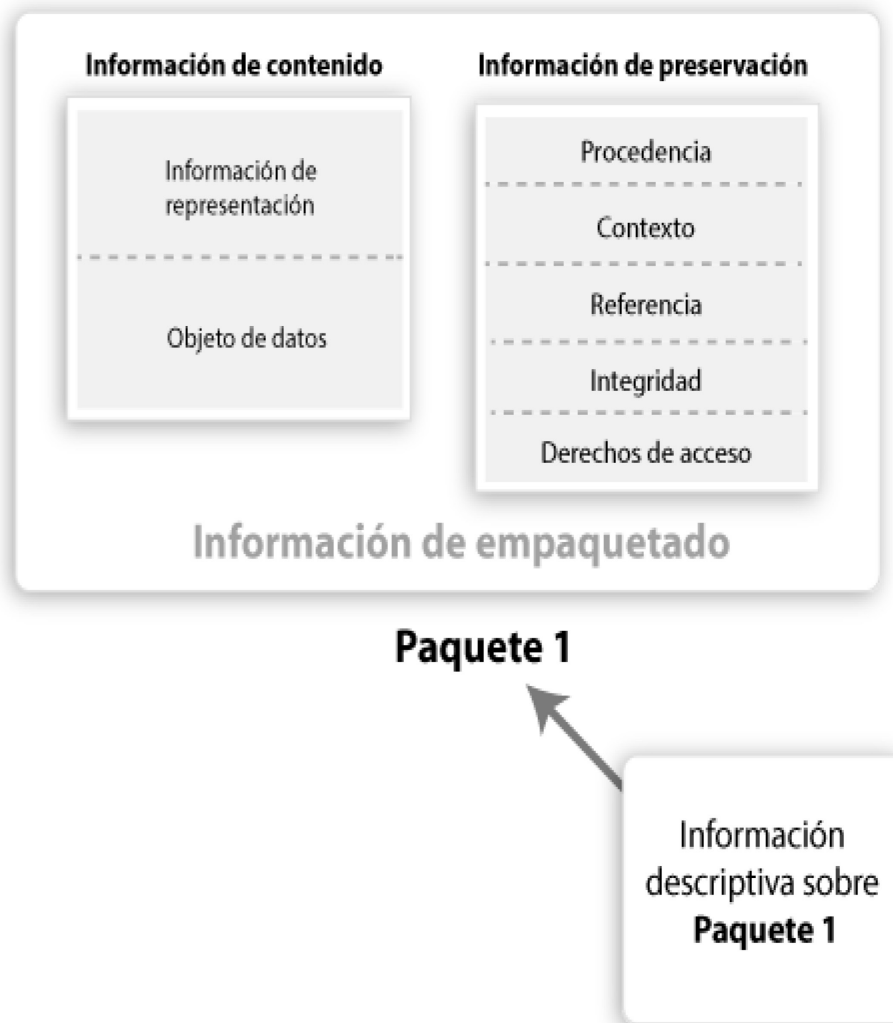 Información de contenido
Información de
representación
Objeto de datos
Información de preservación
Procedencia
Contexto
Referencia
Integridad
Derechos de acceso
Información de empaquetado
Paquete 1
Información
descriptiva sobre
Paquete 1